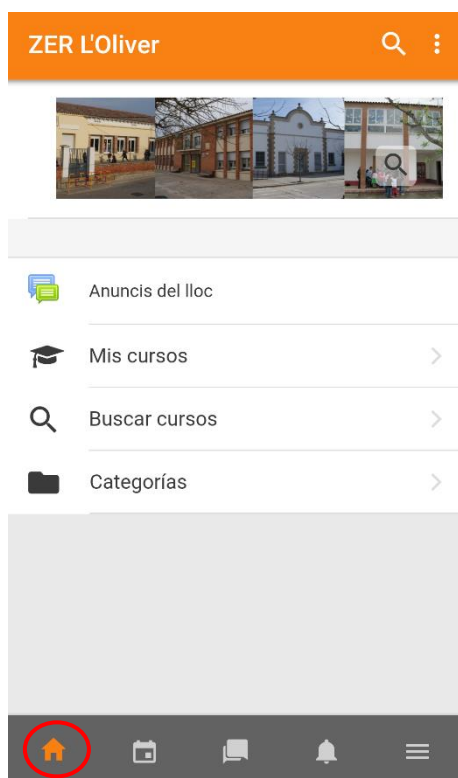 ZER L'Oliver
Anuncis del lloc
Mis cursos
Buscar cursos
Categorías